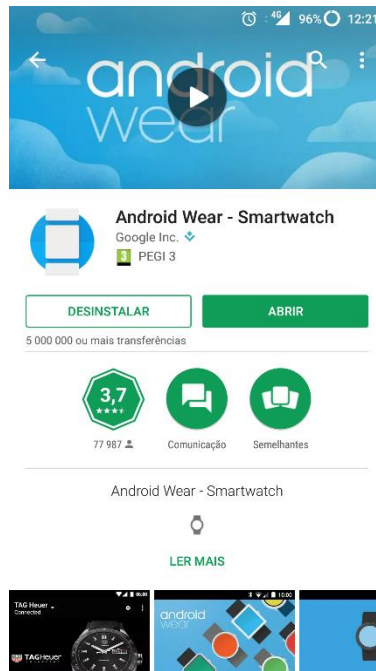 4G 96% 12:21
android
wear
Android Wear - Smartwatch
Google Inc.
3 PEGI 3
DESINSTALAR
ABRIR
5 000 000 ou mais transferências
3,7
77 987
Comunicação
Semelhantes
Android Wear - Smartwatch
LER MAIS
TAG Heuer
Connected
TAGHeuer
10:00
android
wear